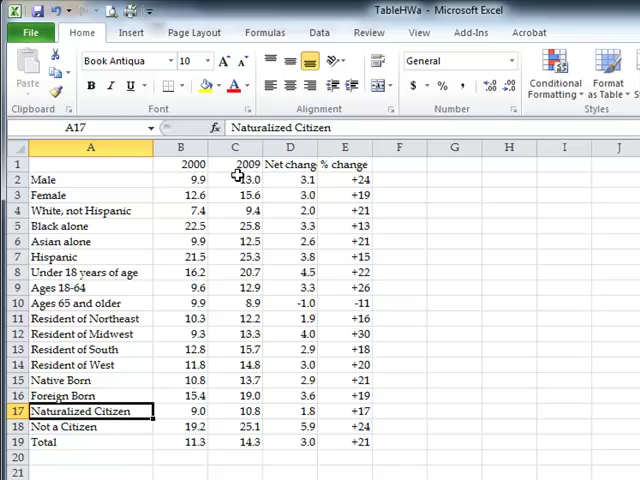 TableHWa - Microsoft Excel
File Home Insert Page Layout Formulas Data Review View Add-Ins Acrobat
Paste Book Antiqua 10 A A General Conditional Formatting Format as Table
B I U A $ % , .0 .00 .00 .0
Clipboard Font Alignment Number Styles
A17 fx Naturalized Citizen
A B C D E F G H I J
1 2000 2009 Net chang % change
2 Male 9.9 13.0 3.1 +24
3 Female 12.6 15.6 3.0 +19
4 White, not Hispanic 7.4 9.4 2.0 +21
5 Black alone 22.5 25.8 3.3 +13
6 Asian alone 9.9 12.5 2.6 +21
7 Hispanic 21.5 25.3 3.8 +15
8 Under 18 years of age 16.2 20.7 4.5 +22
9 Ages 18-64 9.6 12.9 3.3 +26
10 Ages 65 and older 9.9 8.9 -1.0 -11
11 Resident of Northeast 10.3 12.2 1.9 +16
12 Resident of Midwest 9.3 13.3 4.0 +30
13 Resident of South 12.8 15.7 2.9 +18
14 Resident of West 11.8 14.8 3.0 +20
15 Native Born 10.8 13.7 2.9 +21
16 Foreign Born 15.4 19.0 3.6 +19
17 Naturalized Citizen 9.0 10.8 1.8 +17
18 Not a Citizen 19.2 25.1 5.9 +24
19 Total 11.3 14.3 3.0 +21
20
21